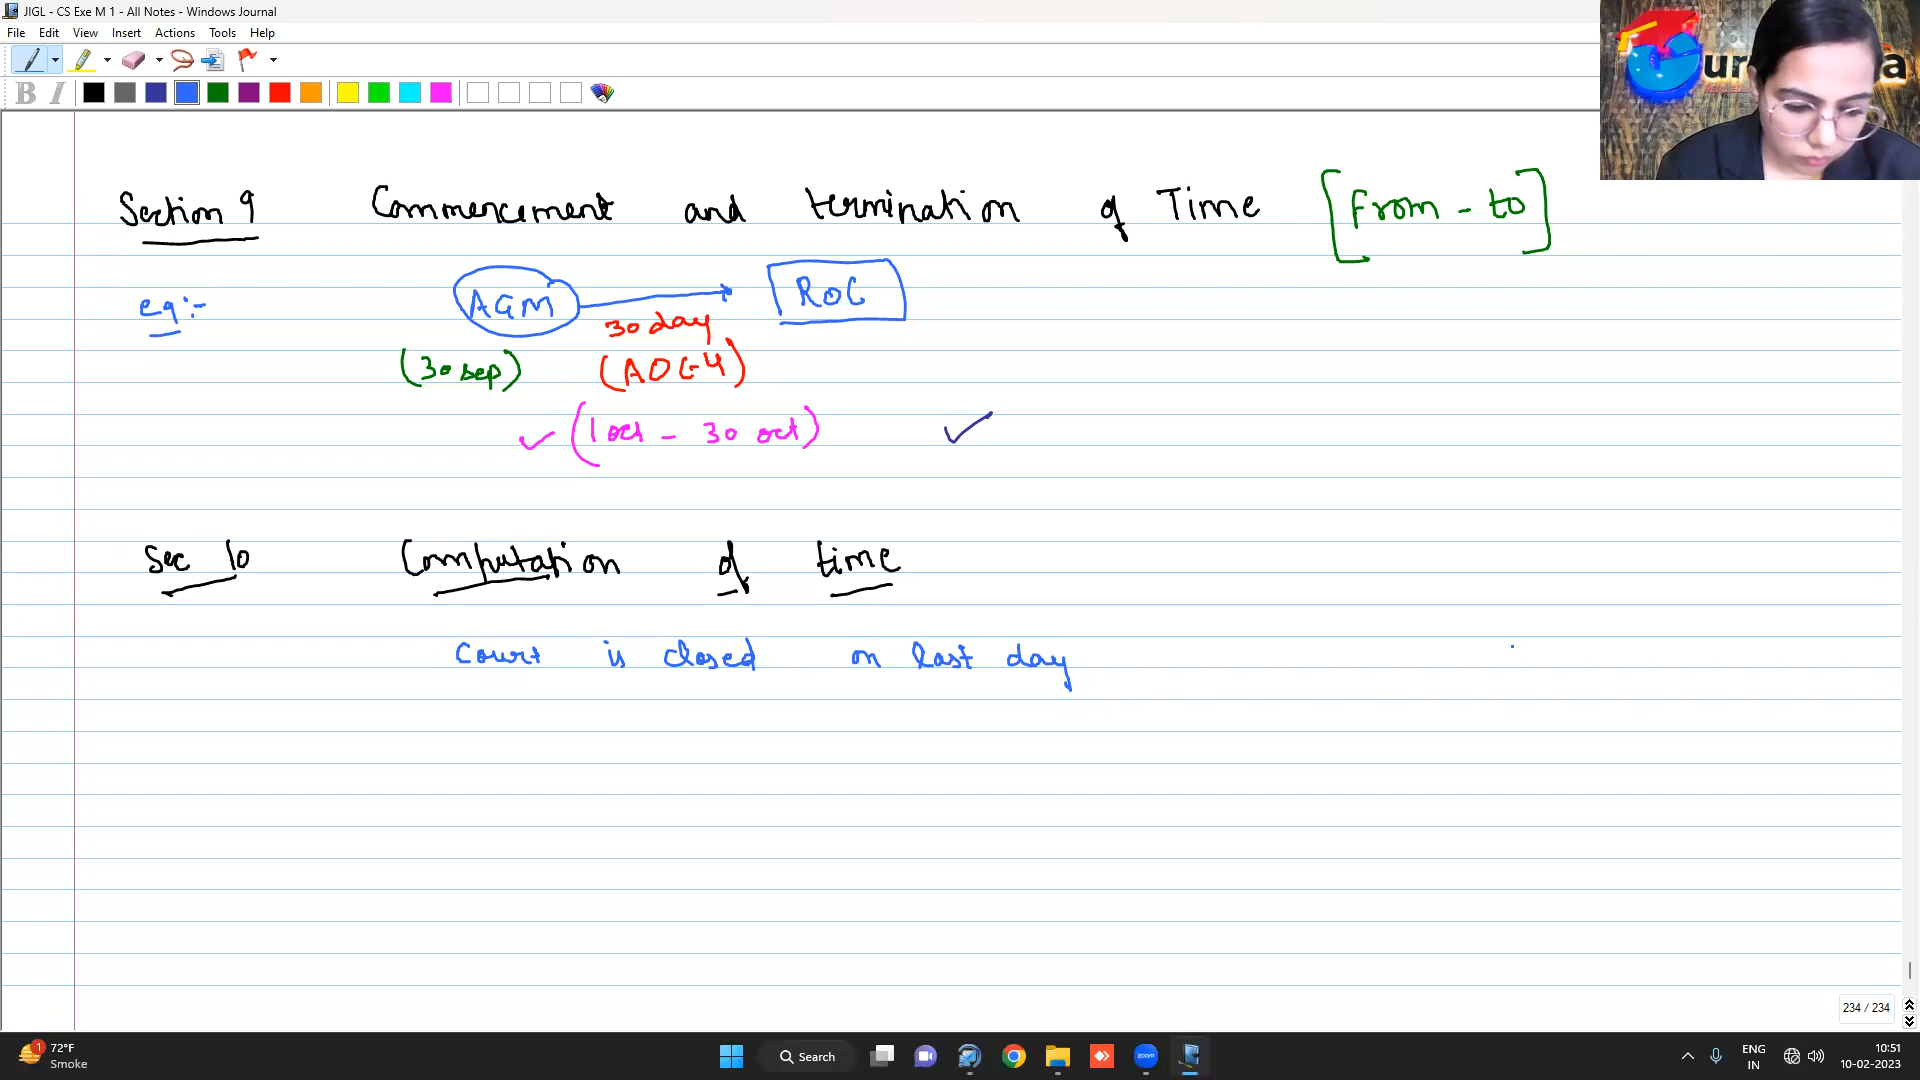 JIGL - CS Exe M 1 - All Notes - Windows Journal
File Edit View Insert Actions Tools Help
B I
Section 9 Commencement and termination of Time [From - to]
eg:-
AGM ROC
30 day
(30 sep) (AOC-4)
(1 oct - 30 oct)
Sec 10 Computation of time
Court is closed on last day
234 / 234
1
72°F
Smoke
Search
zoom
ENG
IN
10:51
10-02-2023